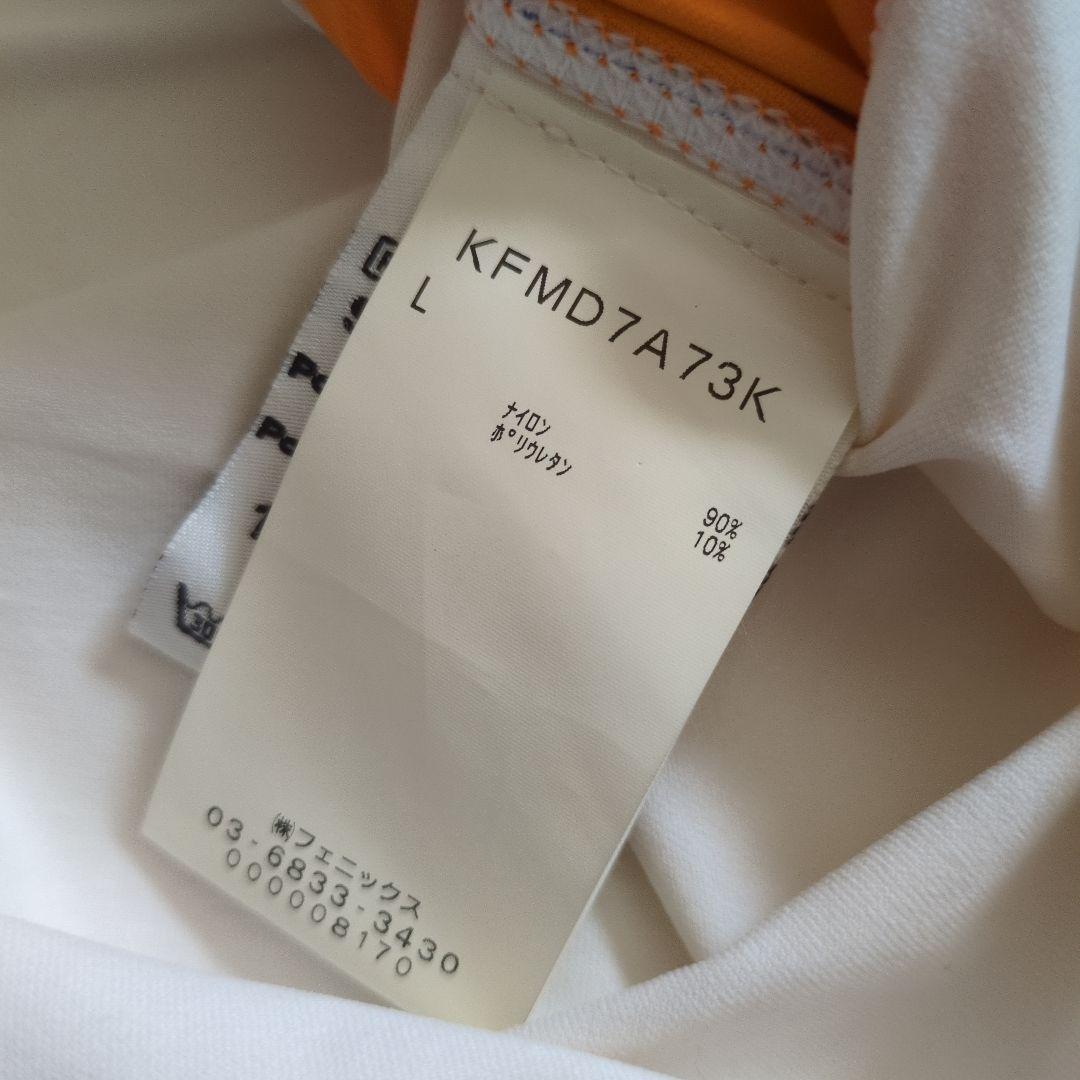 KFMD7A73K
L
ﾅｲﾛﾝ
ﾎﾟﾘｳﾚﾀﾝ
90%
10%
㈱フェニックス
03-6833-3430
000008170
30